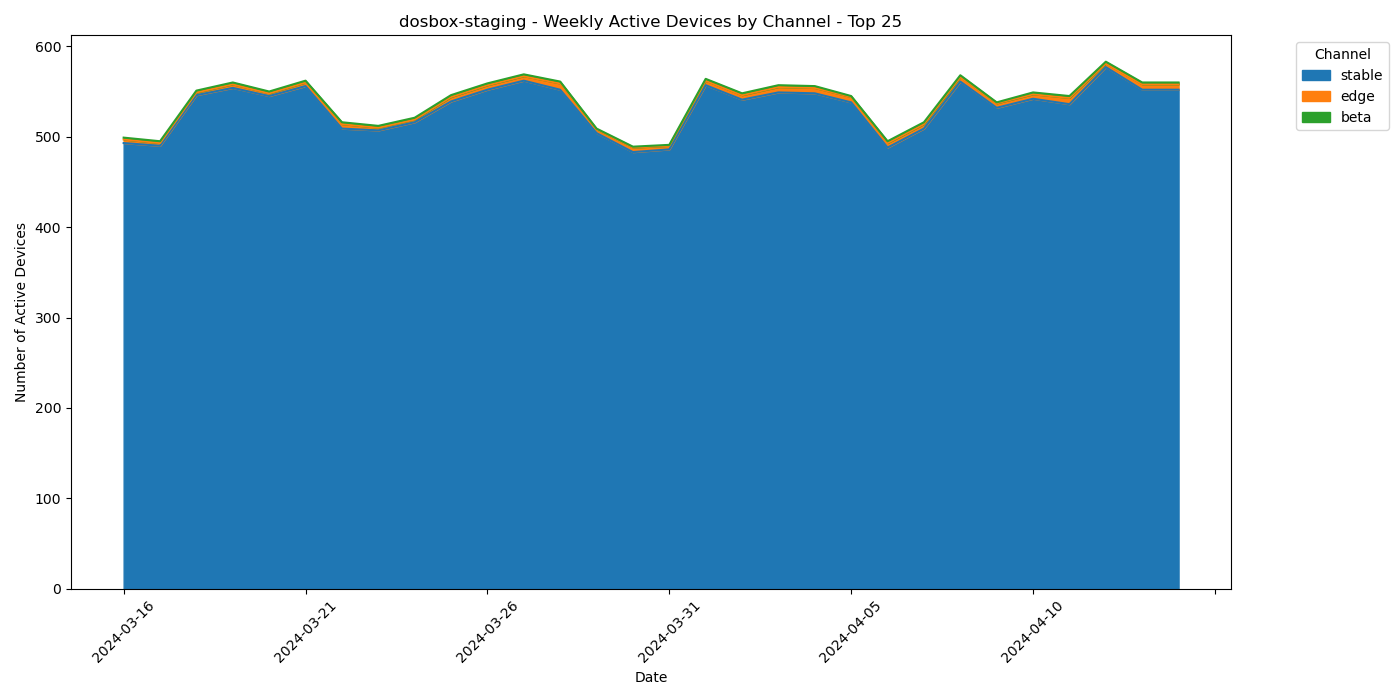 dosbox-staging - Weekly Active Devices by Channel - Top 25
Number of Active Devices
600
500
400
300
200
100
0
2024-03-16
2024-03-21
2024-03-26
2024-03-31
2024-04-05
2024-04-10
Date
Channel
stable
edge
beta